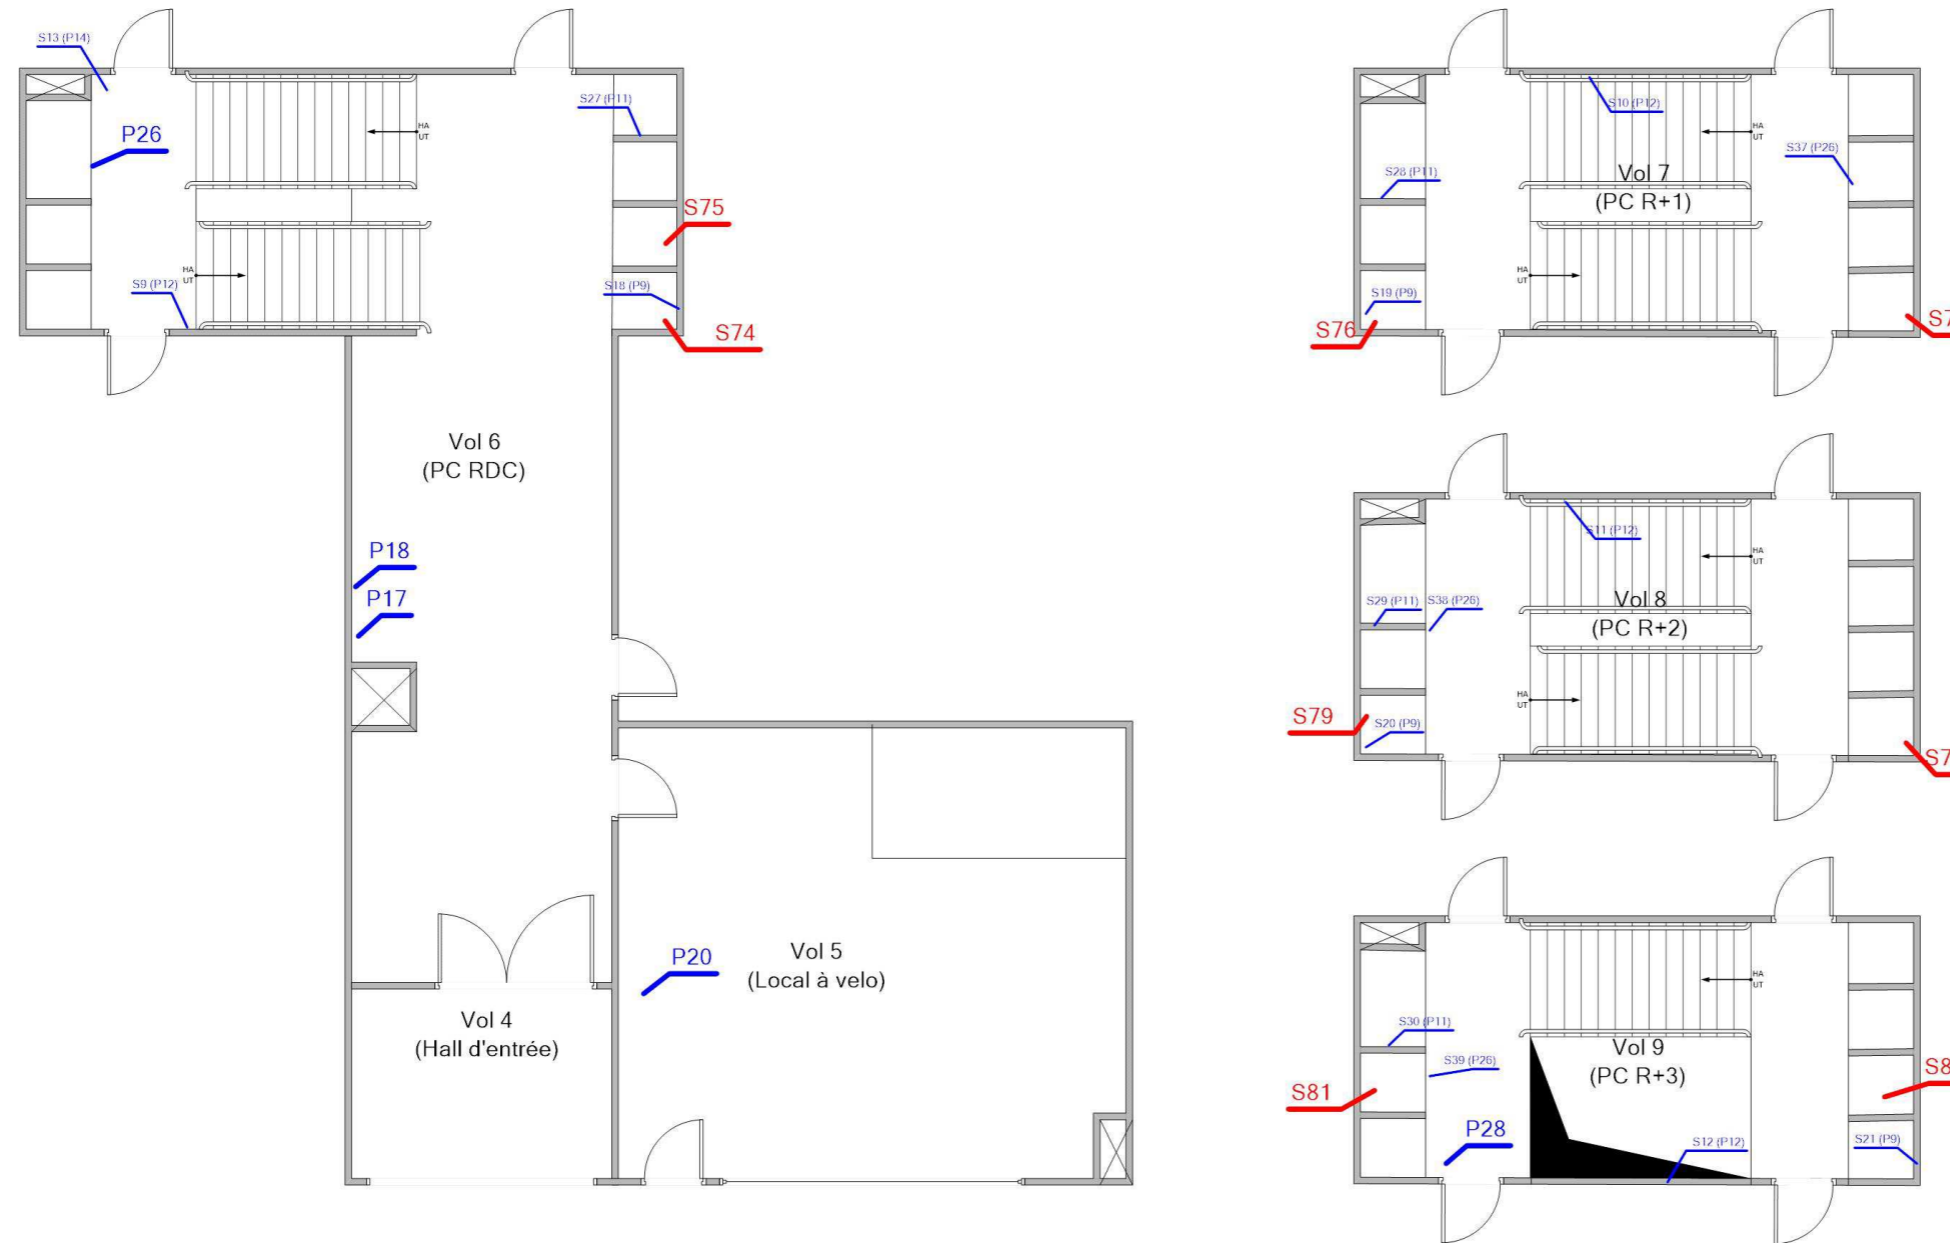 S13 (P14)
P26
S27 (P11)
HA
UT
S75
HA
UT
S9 (P12)
S18 (P9)
S74
Vol 6
(PC RDC)
P18
P17
P20
Vol 5
(Local à velo)
Vol 4
(Hall d'entrée)
S10 (P12)
HA
UT
S37 (P26)
S28 (P11)
Vol 7
(PC R+1)
HA
UT
S19 (P9)
S76
S7
S11 (P12)
HA
UT
S29 (P11)
S38 (P26)
Vol 8
(PC R+2)
HA
UT
S79
S20 (P9)
S7
HA
UT
S30 (P11)
Vol 9
(PC R+3)
S39 (P26)
S81
S8
P28
S12 (P12)
S21 (P9)